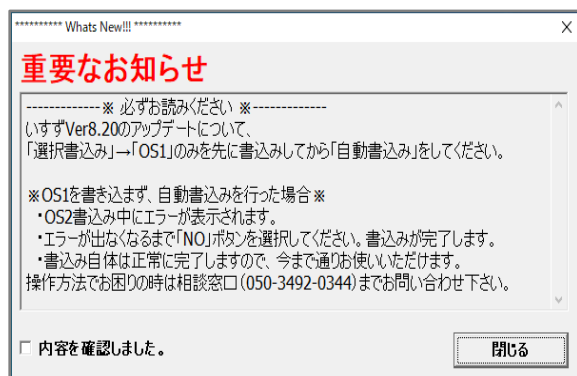 ********** Whats New!!! **********
X
重要なお知らせ
-------------※ 必ずお読みください ※-------------
いすずVer8.20のアップデートについて、
「選択書込み」→「OS1」のみを先に書込みしてから「自動書込み」をしてください。
※OS1を書き込まず、自動書込みを行った場合※
・OS2書込み中にエラーが表示されます。
・エラーが出なくなるまで「NO」ボタンを選択してください。書込みが完了します。
・書込み自体は正常に完了しますので、今まで通りお使いいただけます。
操作方法でお困りの時は相談窓口(050-3492-0344)までお問い合わせ下さい。
内容を確認しました。
閉じる